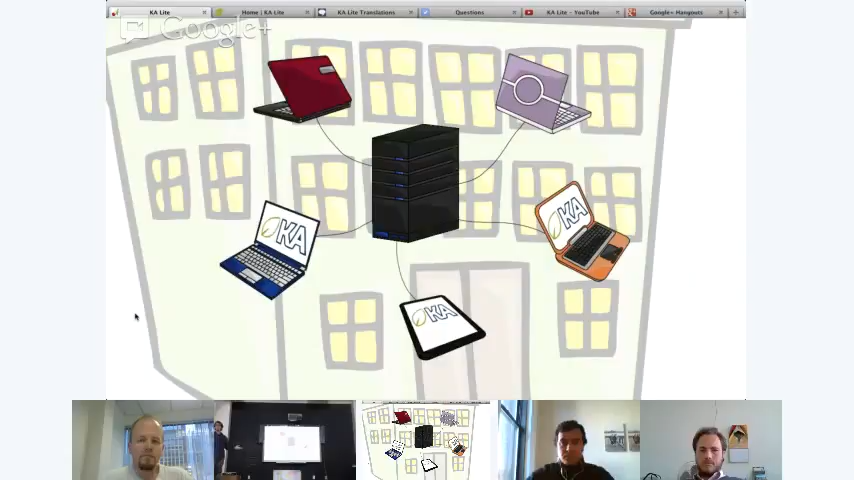 KA Lite
Home | KA Lite
KA Lite Translations
Questions
KA Lite - YouTube
Google+ Hangouts
Google+
KA
KA
KA